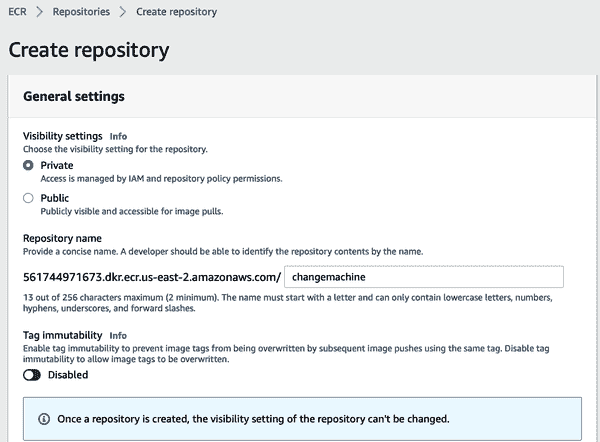 ECR > Repositories > Create repository
Create repository
General settings
Visibility settings Info
Choose the visibility setting for the repository.
Private
Access is managed by IAM and repository policy permissions.
Public
Publicly visible and accessible for image pulls.
Repository name
Provide a concise name. A developer should be able to identify the repository contents by the name.
561744971673.dkr.ecr.us-east-2.amazonaws.com/ changemachine
13 out of 256 characters maximum (2 minimum). The name must start with a letter and can only contain lowercase letters, numbers,
hyphens, underscores, and forward slashes.
Tag immutability Info
Enable tag immutability to prevent image tags from being overwritten by subsequent image pushes using the same tag. Disable tag
immutability to allow image tags to be overwritten.
Disabled
Once a repository is created, the visibility setting of the repository can't be changed.